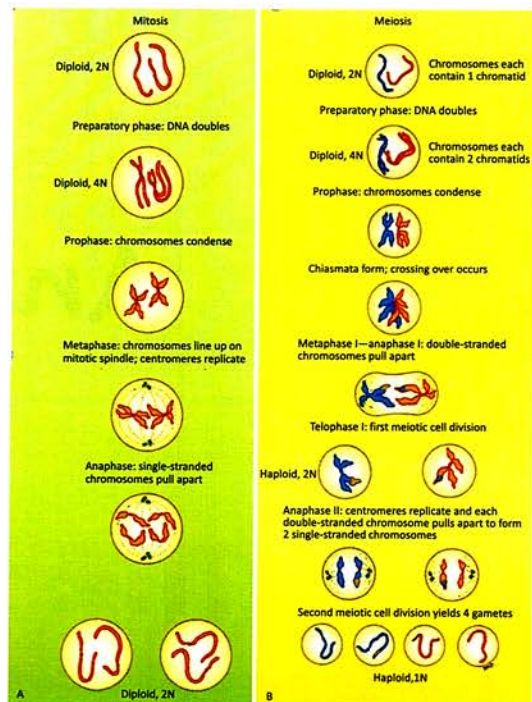 Mitosis
Diploid, 2N
Preparatory phase: DNA doubles
Diploid, 4N
Prophase: chromosomes condense
Metaphase: chromosomes line up on
mitotic spindle; centromeres replicate
Anaphase: single-stranded
chromosomes pull apart
A
Diploid, 2N
Meiosis
Diploid, 2N
Chromosomes each
contain 1 chromatid
Preparatory phase: DNA doubles
Diploid, 4N
Chromosomes each
contain 2 chromatids
Prophase: chromosomes condense
Chiasmata form; crossing over occurs
Metaphase I—anaphase I: double-stranded
chromosomes pull apart
Telophase I: first meiotic cell division
Haploid, 2N
Anaphase II: centromeres replicate and each
double-stranded chromosome pulls apart to form
2 single-stranded chromosomes
Second meiotic cell division yields 4 gametes
B
Haploid,1N